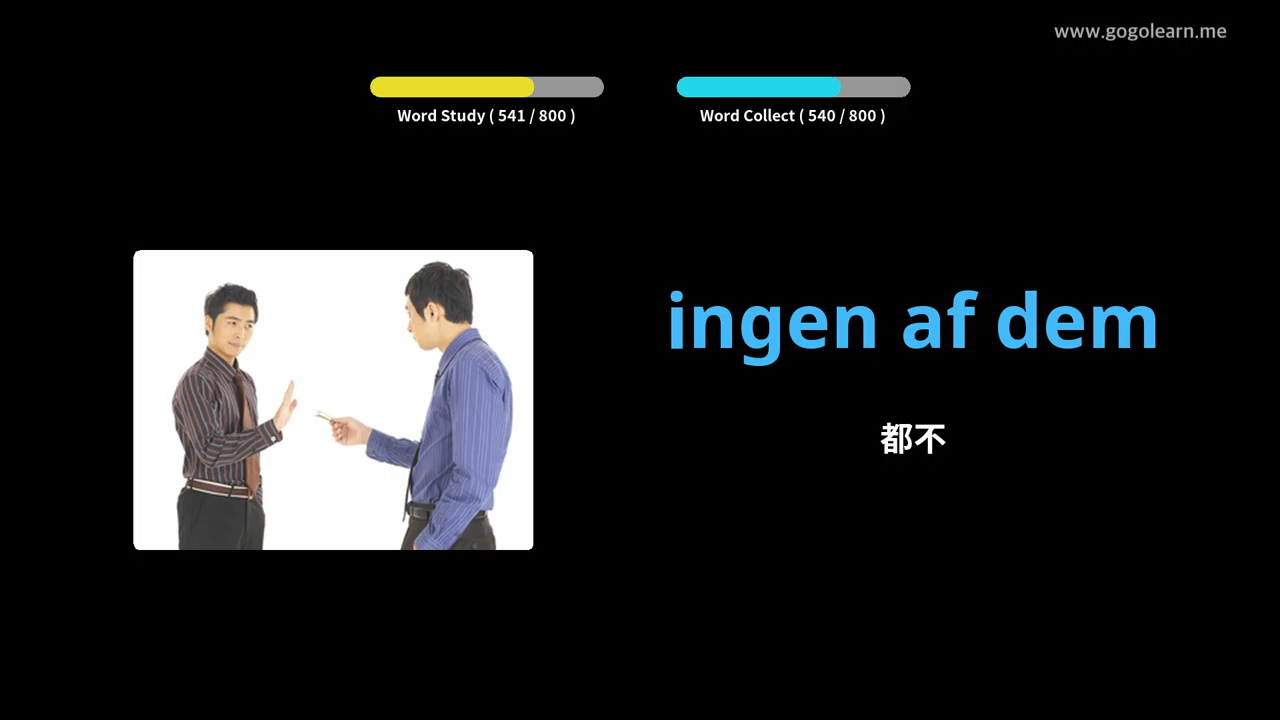 www.gogolearn.me
Word Study ( 541 / 800 )
Word Collect ( 540 / 800 )
ingen af dem
都不